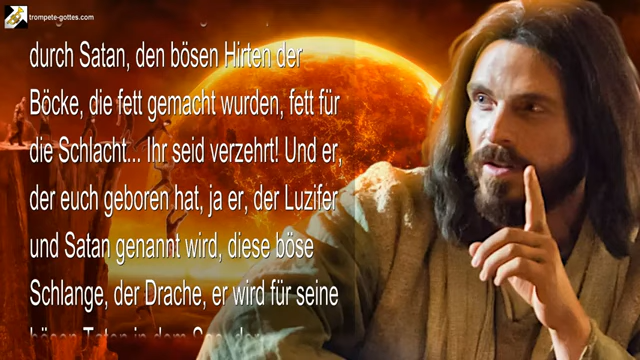 trompete-gottes.com
durch Satan, den bösen Hirten der
Böcke, die fett gemacht wurden, fett für
die Schlacht... Ihr seid verzehrt! Und er,
der euch geboren hat, ja er, der Luzifer
und Satan genannt wird, diese böse
Schlange, der Drache, er wird für seine